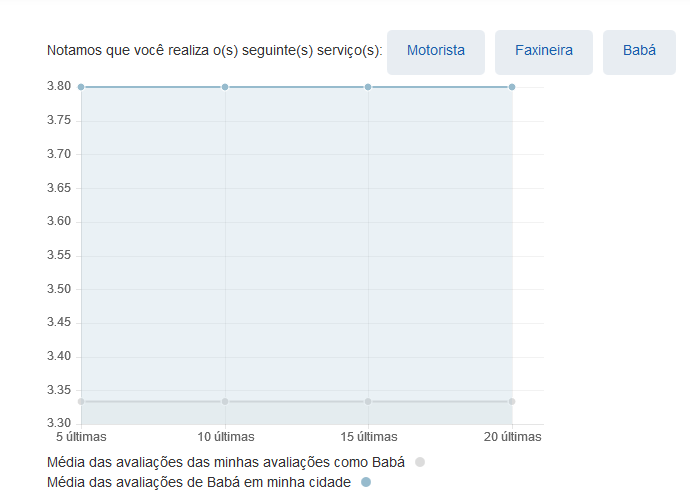 Notamos que você realiza o(s) seguinte(s) serviço(s): Motorista Faxineira Babá
3.80
3.75
3.70
3.65
3.60
3.55
3.50
3.45
3.40
3.35
3.30
5 últimas 10 últimas 15 últimas 20 últimas
Média das avaliações das minhas avaliações como Babá
Média das avaliações de Babá em minha cidade